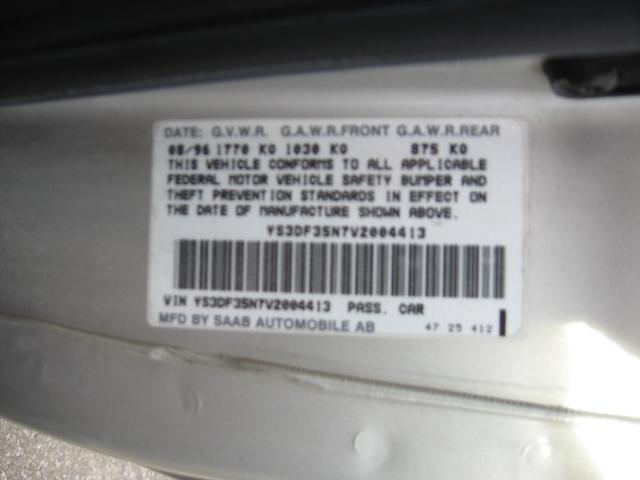 DATE: G.V.W.R. G.A.W.R.FRONT G.A.W.R.REAR
08/96 1770 KG 1030 KG 875 KG
THIS VEHICLE CONFORMS TO ALL APPLICABLE
FEDERAL MOTOR VEHICLE SAFETY BUMPER AND
THEFT PREVENTION STANDARDS IN EFFECT ON
THE DATE OF MANUFACTURE SHOWN ABOVE.
YS3DF35N7V2004413
VIN YS3DF35N7V2004413 PASS. CAR
MFD BY SAAB AUTOMOBILE AB 47 25 412